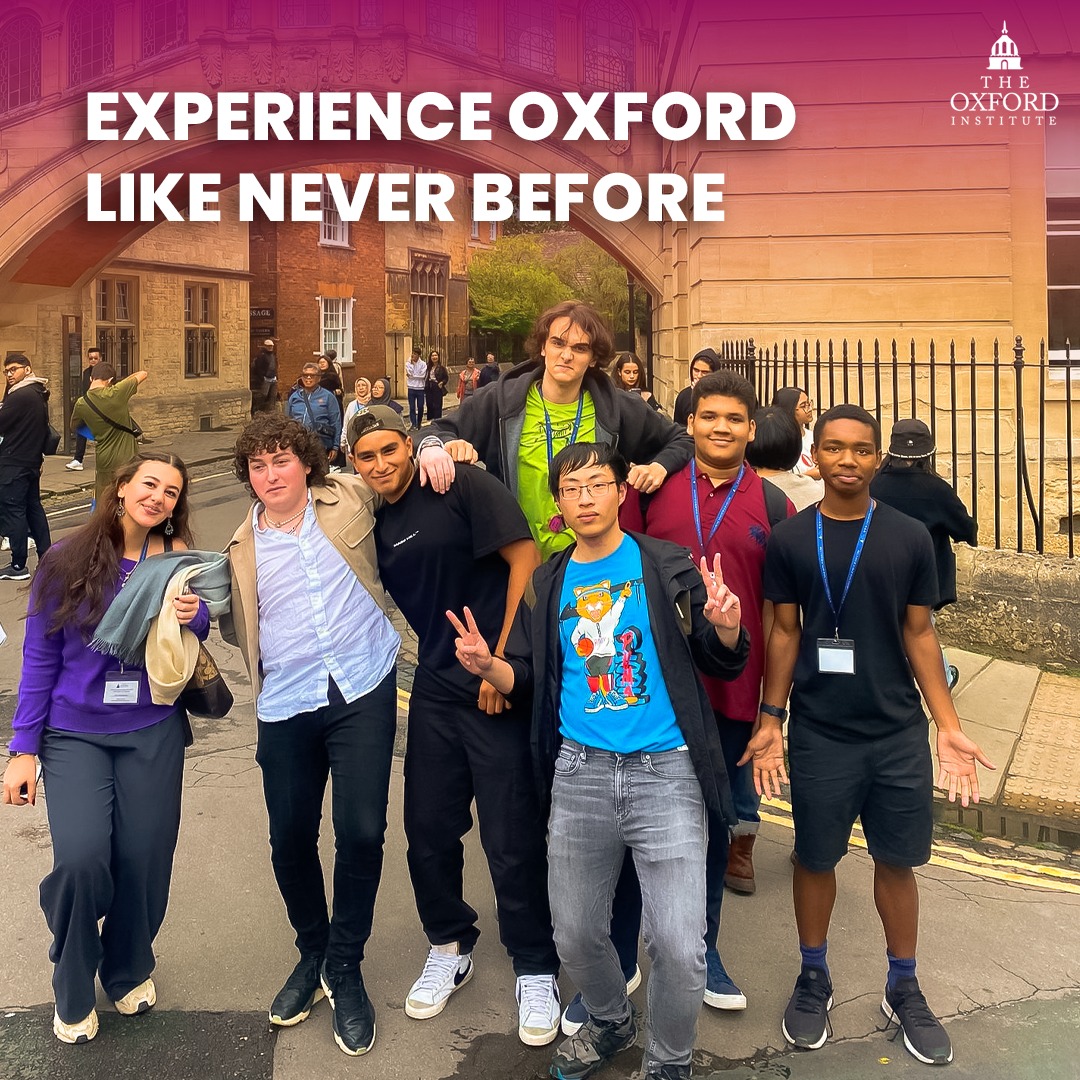 EXPERIENCE OXFORD
LIKE NEVER BEFORE
THE
OXFORD
INSTITUTE